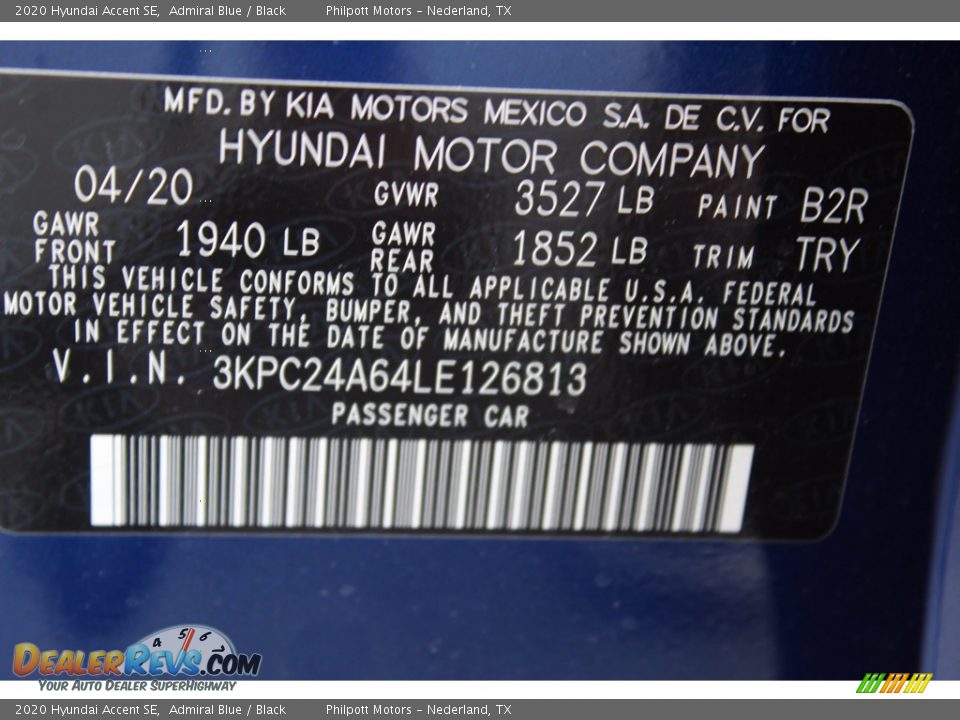 2020 Hyundai Accent SE, Admiral Blue / Black Philpott Motors - Nederland, TX
MFD. BY KIA MOTORS MEXICO S.A. DE C.V. FOR
HYUNDAI MOTOR COMPANY
04/20 GVWR 3527 LB PAINT B2R
GAWR FRONT 1940 LB GAWR REAR 1852 LB TRIM TRY
THIS VEHICLE CONFORMS TO ALL APPLICABLE U.S.A. FEDERAL
MOTOR VEHICLE SAFETY, BUMPER, AND THEFT PREVENTION STANDARDS
IN EFFECT ON THE DATE OF MANUFACTURE SHOWN ABOVE.
V.I.N. 3KPC24A64LE126813
PASSENGER CAR
4 5 6 7
DEALERREVS.COM
YOUR AUTO DEALER SUPERHIGHWAY
2020 Hyundai Accent SE, Admiral Blue / Black Philpott Motors - Nederland, TX